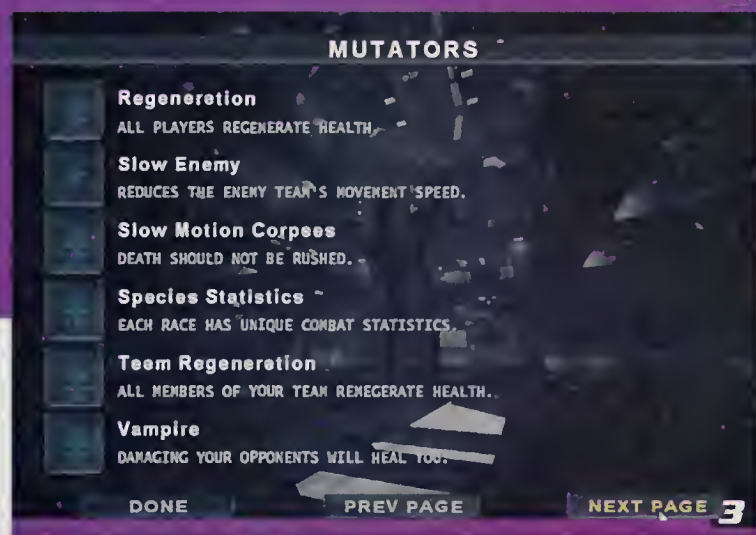 MUTATORS
Regeneration
ALL PLAYERS REGENERATE HEALTH.
Slow Enemy
REDUCES THE ENEMY TEAM'S MOVEMENT SPEED.
Slow Motion Corpses
DEATH SHOULD NOT BE RUSHED.
Species Statistics
EACH RACE HAS UNIQUE COMBAT STATISTICS.
Team Regeneration
ALL MEMBERS OF YOUR TEAM REMEGERATE HEALTH.
Vampire
DAMAGING YOUR OPPONENTS WILL HEAL YOU.
DONE PREV PAGE NEXT PAGE 3